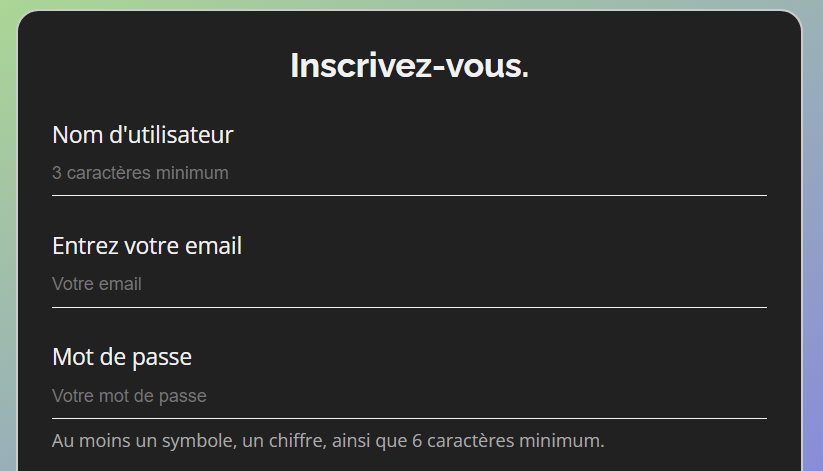 Inscrivez-vous.
Nom d'utilisateur
3 caractères minimum
Entrez votre email
Votre email
Mot de passe
Votre mot de passe
Au moins un symbole, un chiffre, ainsi que 6 caractères minimum.